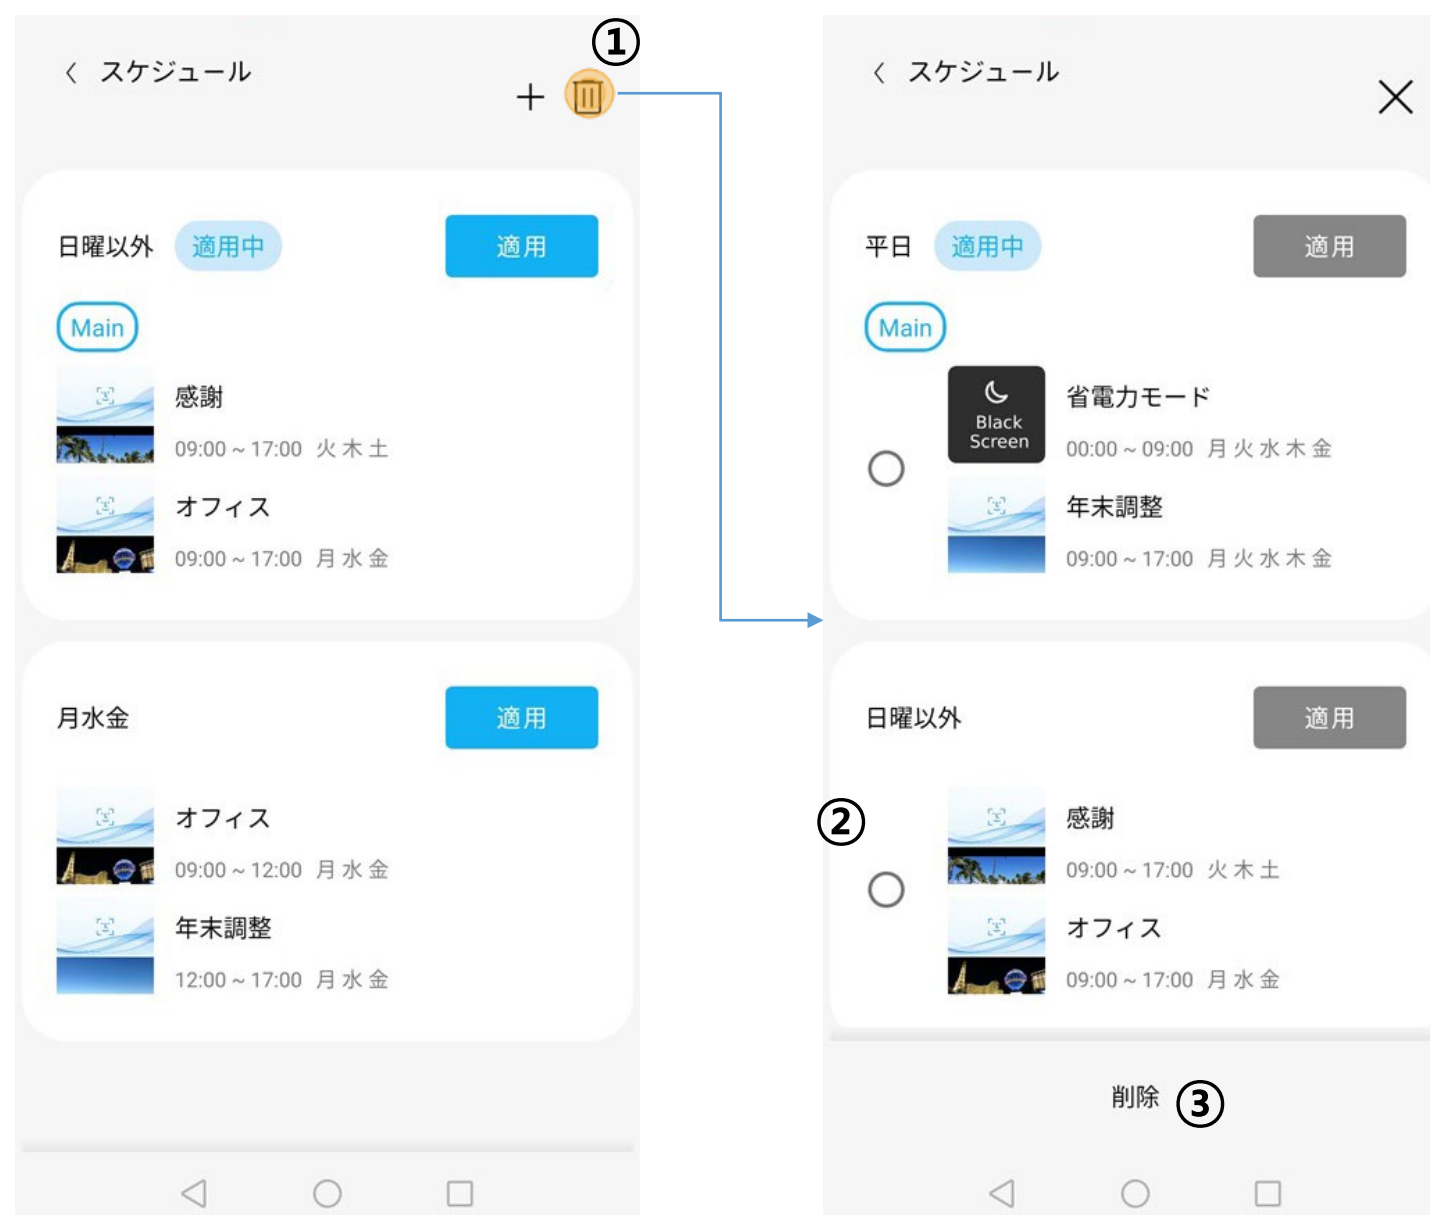 ①
スケジュール
日曜以外 適用中 適用
Main
感謝
09:00 ~ 17:00 火 木 土
オフィス
09:00 ~ 17:00 月 水 金
月水金 適用
オフィス
09:00 ~ 12:00 月 水 金
年末調整
12:00 ~ 17:00 月 水 金
スケジュール
平日 適用中 適用
Main
Black
Screen
省電力モード
00:00 ~ 09:00 月 火 水 木 金
年末調整
09:00 ~ 17:00 月 火 水 木 金
日曜以外 適用
②
感謝
09:00 ~ 17:00 火 木 土
オフィス
09:00 ~ 17:00 月 水 金
削除 ③